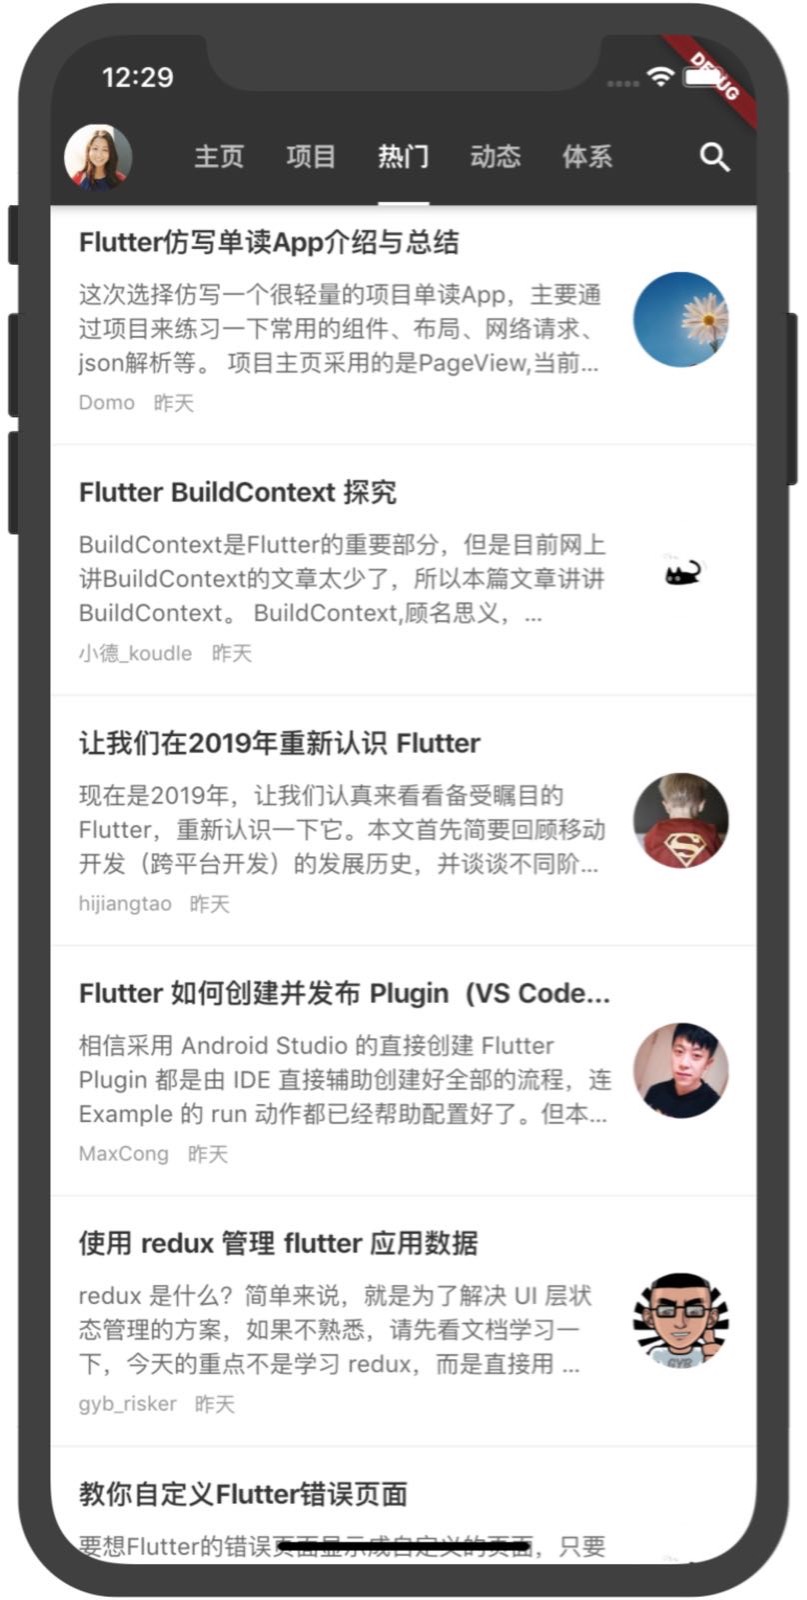 12:29
DEBUG
主页 项目 热门 动态 体系
Flutter仿写单读App介绍与总结
这次选择仿写一个很轻量的项目单读App，主要通
过项目来练习一下常用的组件、布局、网络请求、
json解析等。 项目主页采用的是PageView,当前...
Domo 昨天
Flutter BuildContext 探究
BuildContext是Flutter的重要部分，但是目前网上
讲BuildContext的文章太少了，所以本篇文章讲讲
BuildContext。 BuildContext,顾名思义，...
小德_koudle 昨天
让我们在2019年重新认识 Flutter
现在是2019年，让我们认真来看看备受瞩目的
Flutter，重新认识一下它。本文首先简要回顾移动
开发（跨平台开发）的发展历史，并谈谈不同阶...
hijiangtao 昨天
Flutter 如何创建并发布 Plugin（VS Code...
相信采用 Android Studio 的直接创建 Flutter
Plugin 都是由 IDE 直接辅助创建好全部的流程，连
Example 的 run 动作都已经帮助配置好了。但本...
MaxCong 昨天
使用 redux 管理 flutter 应用数据
redux 是什么？简单来说，就是为了解决 UI 层状
态管理的方案，如果不熟悉，请先看文档学习一
下，今天的重点不是学习 redux，而是直接用 ...
GYB
gyb_risker 昨天
教你自定义Flutter错误页面
要想Flutter的错误页面显示成自定义的页面，只要